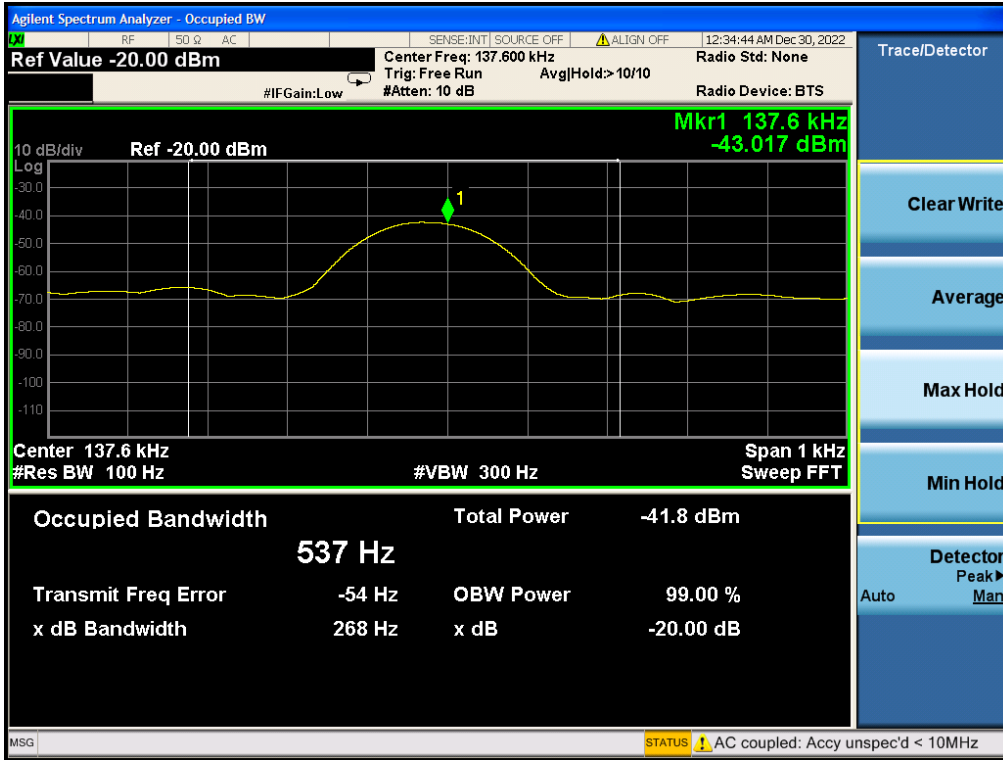 Agilent Spectrum Analyzer - Occupied BW
LXI RF 50 Ω AC SENSE:INT SOURCE OFF ALIGN OFF 12:34:44 AM Dec 30, 2022
Ref Value -20.00 dBm
Center Freq: 137.600 kHz
Radio Std: None
Trig: Free Run Avg|Hold:>10/10
#IFGain:Low #Atten: 10 dB Radio Device: BTS
Mkr1 137.6 kHz
-43.017 dBm
10 dB/div Ref -20.00 dBm
Log
-30.0
1
-40.0
-50.0
-60.0
-70.0
-80.0
-90.0
-100
-110
Center 137.6 kHz Span 1 kHz
#Res BW 100 Hz #VBW 300 Hz Sweep FFT
Occupied Bandwidth Total Power -41.8 dBm
537 Hz
Transmit Freq Error -54 Hz OBW Power 99.00 %
x dB Bandwidth 268 Hz x dB -20.00 dB
Trace/Detector
Clear Write
Average
Max Hold
Min Hold
Detector
Peak▶
Auto Man
MSG STATUS AC coupled: Accy unspec'd < 10MHz